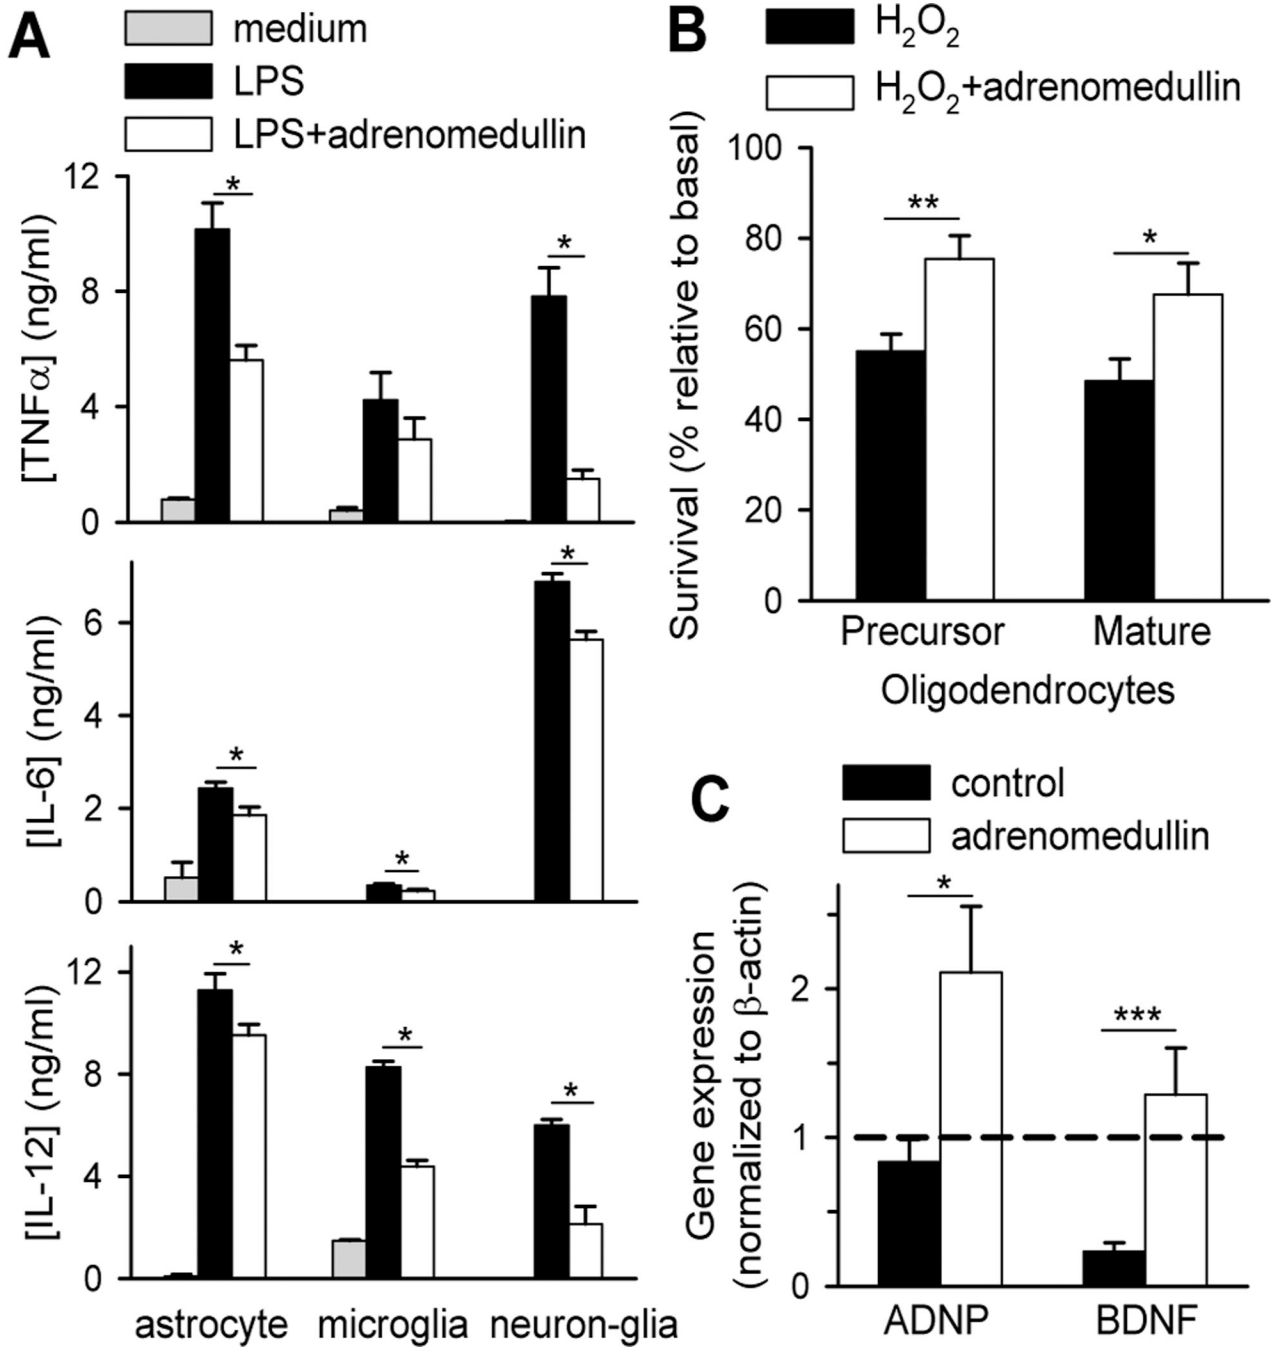 A
medium
LPS
LPS+adrenomedullin
[TNFα] (ng/ml)
12
*
*
8
4
0
[IL-6] (ng/ml)
*
6
4
*
2
*
0
[IL-12] (ng/ml)
*
12
*
8
*
4
0
astrocyte microglia neuron-glia
B
H₂O₂
H₂O₂+adrenomedullin
Surivival (% relative to basal)
100
**
80
*
60
40
20
0
Precursor Mature
Oligodendrocytes
C
control
adrenomedullin
Gene expression
(normalized to β-actin)
*
2
***
1
0
ADNP BDNF